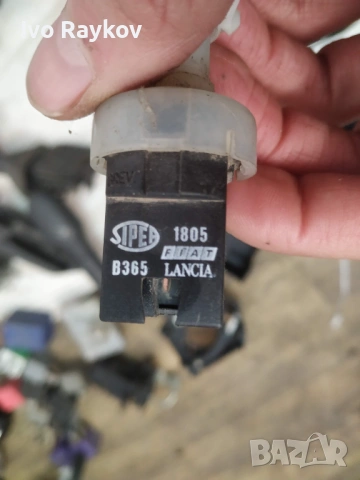 Ivo Raykov
SIPEA 1805
FIAT
B365 LANCIA
BAZAR